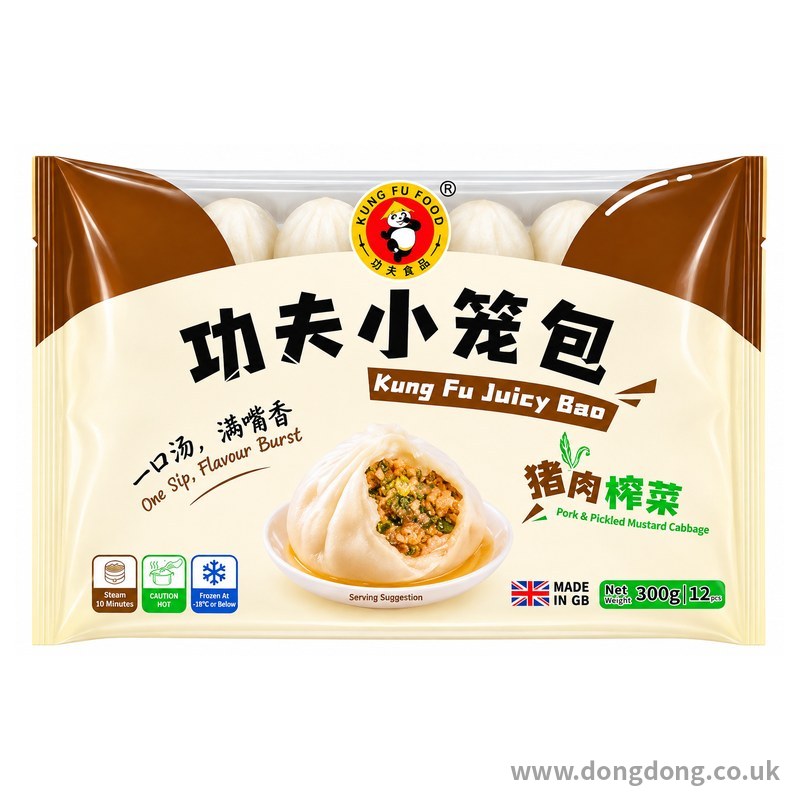 KUNG FU FOOD
®
功夫食品
功夫小笼包
Kung Fu Juicy Bao
一口汤，满嘴香
One Sip, Flavour Burst
猪肉榨菜
Pork & Pickled Mustard Cabbage
Steam
10 Minutes
CAUTION
HOT
Frozen At
-18°C or Below
Serving Suggestion
MADE
IN GB
Net
Weight
300g|12pcs
www.dongdong.co.uk